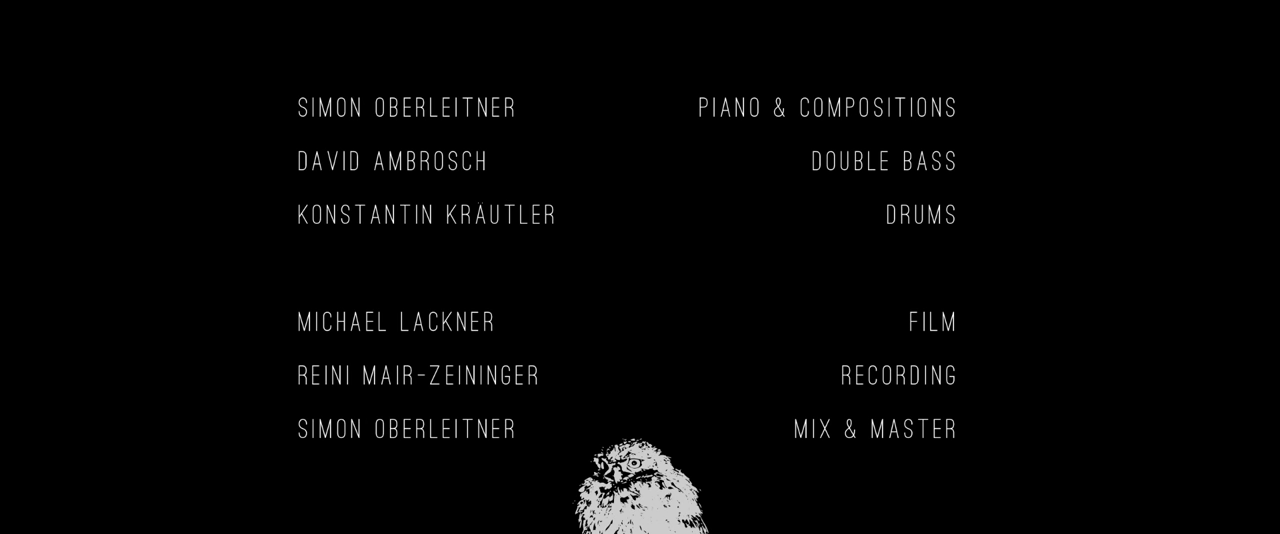 SIMON OBERLEITNER PIANO & COMPOSITIONS
DAVID AMBROSCH DOUBLE BASS
KONSTANTIN KRÄUTLER DRUMS
MICHAEL LACKNER FILM
REINI MAIR-ZEININGER RECORDING
SIMON OBERLEITNER MIX & MASTER